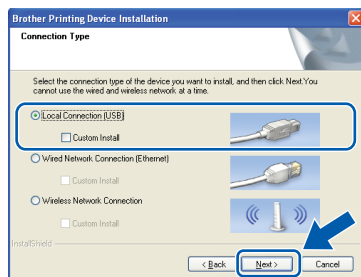 Brother Printing Device Installation
Connection Type
Select the connection type of the device you want to install, and then click Next.You
cannot use the wired and wireless network at a time.
Local Connection (USB)
Custom Install
Wired Network Connection (Ethernet)
Custom Install
Wireless Network Connection
Custom Install
InstallShield
< Back
Next >
Cancel